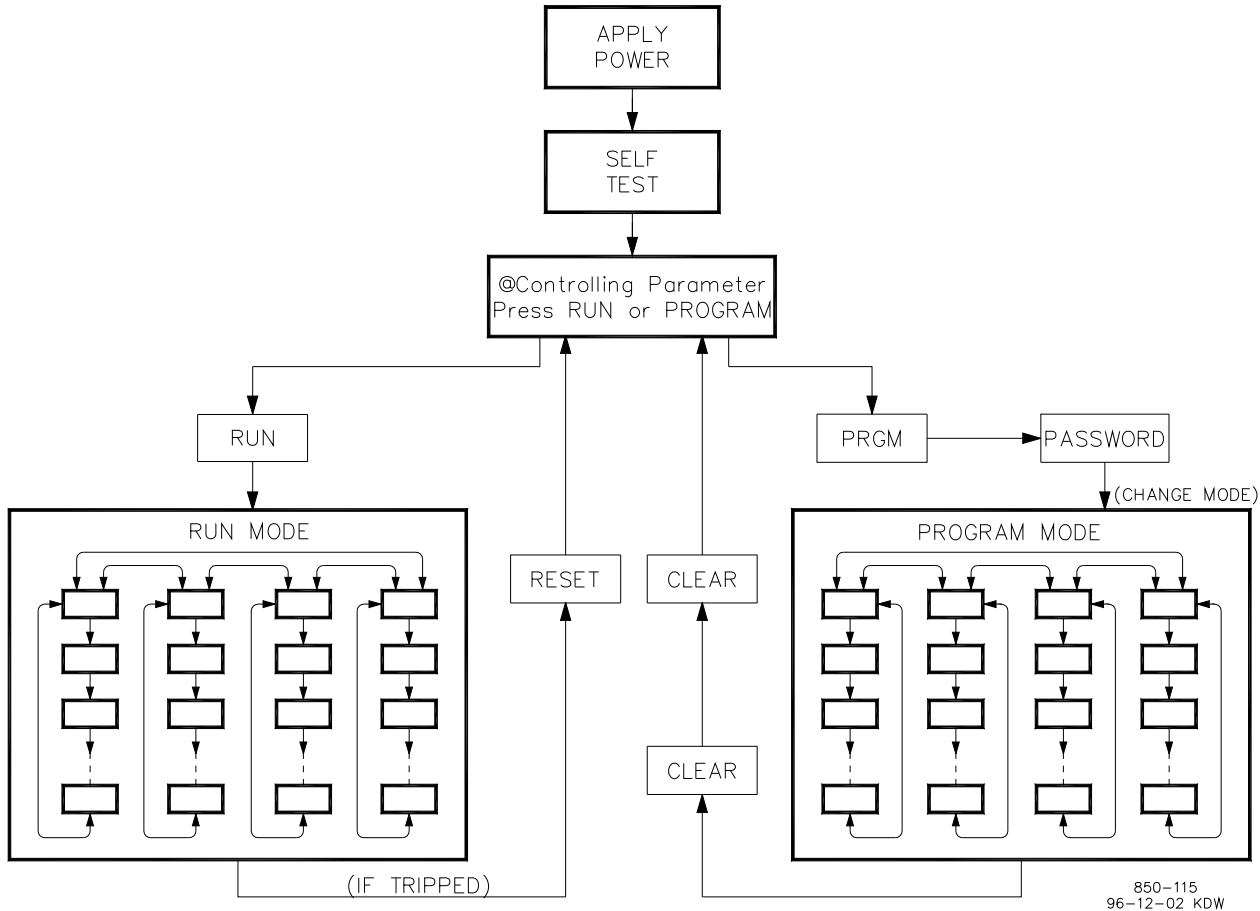 APPLY
POWER
SELF
TEST
@Controlling Parameter
Press RUN or PROGRAM
RUN
PRGM
PASSWORD
(CHANGE MODE)
RUN MODE
PROGRAM MODE
RESET
CLEAR
CLEAR
(IF TRIPPED)
850-115
96-12-02 KDW